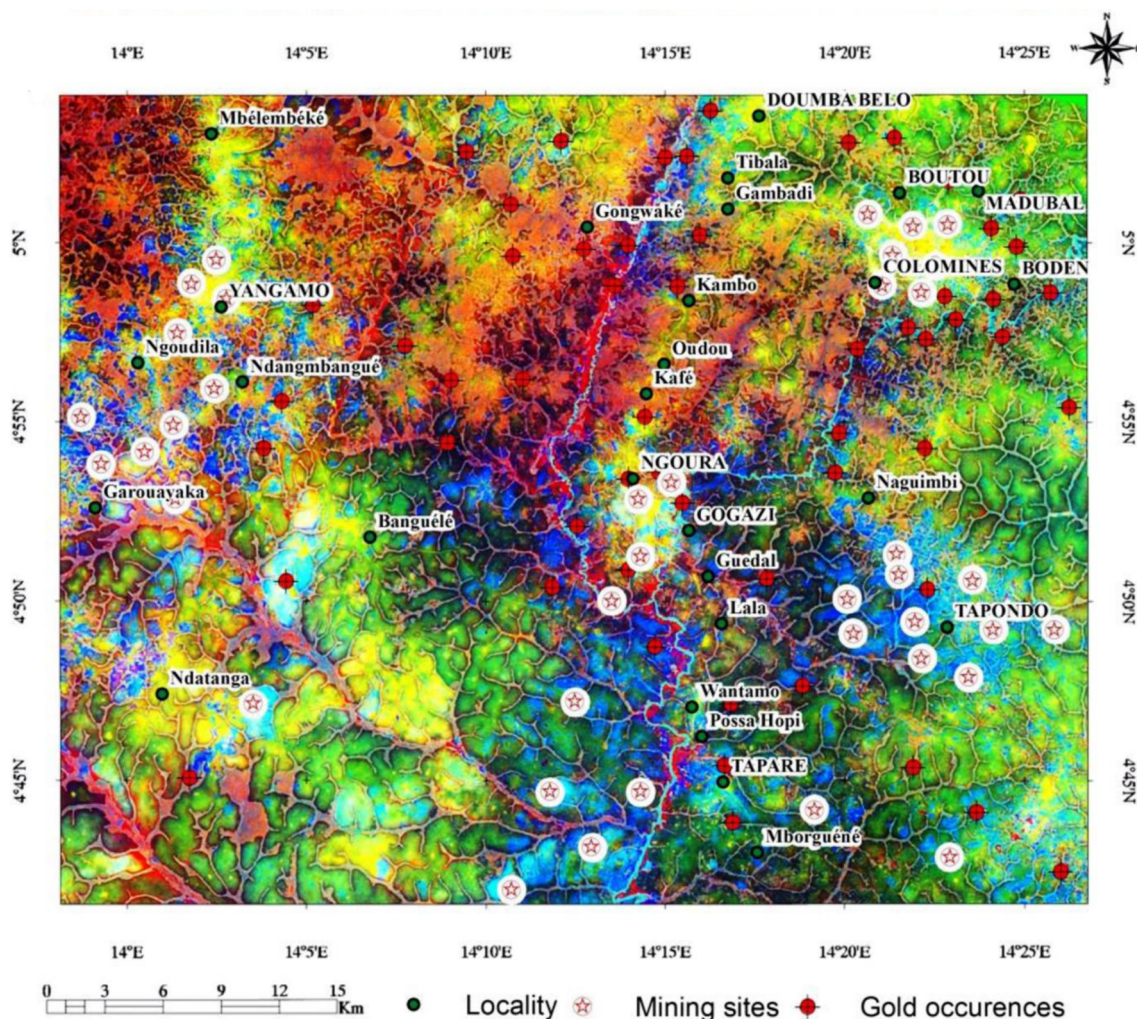 N
W
S
14°E
14°5'E
14°10'E
14°15'E
14°20'E
14°25'E
Mbélembéké
DOUMBA BELO
Tibala
BOUTOU
Gambadi
MADUBAL
Gongwaké
5°N
5°N
COLOMINES
BODEN
YANGAMO
Kambo
Ngoudila
Oudou
Ndangmbangué
Kafé
4°55'N
4°55'N
NGOURA
Garouayaka
Naguimbi
Banguélé
GOGAZI
Guedal
4°50'N
4°50'N
Lala
TAPONDO
Ndatanga
Wantamo
Possa Hopi
4°45'N
4°45'N
TAPARE
Mborguéné
14°E
14°5'E
14°10'E
14°15'E
14°20'E
14°25'E
0 3 6 9 12 15
Km
Locality
Mining sites
Gold occurences